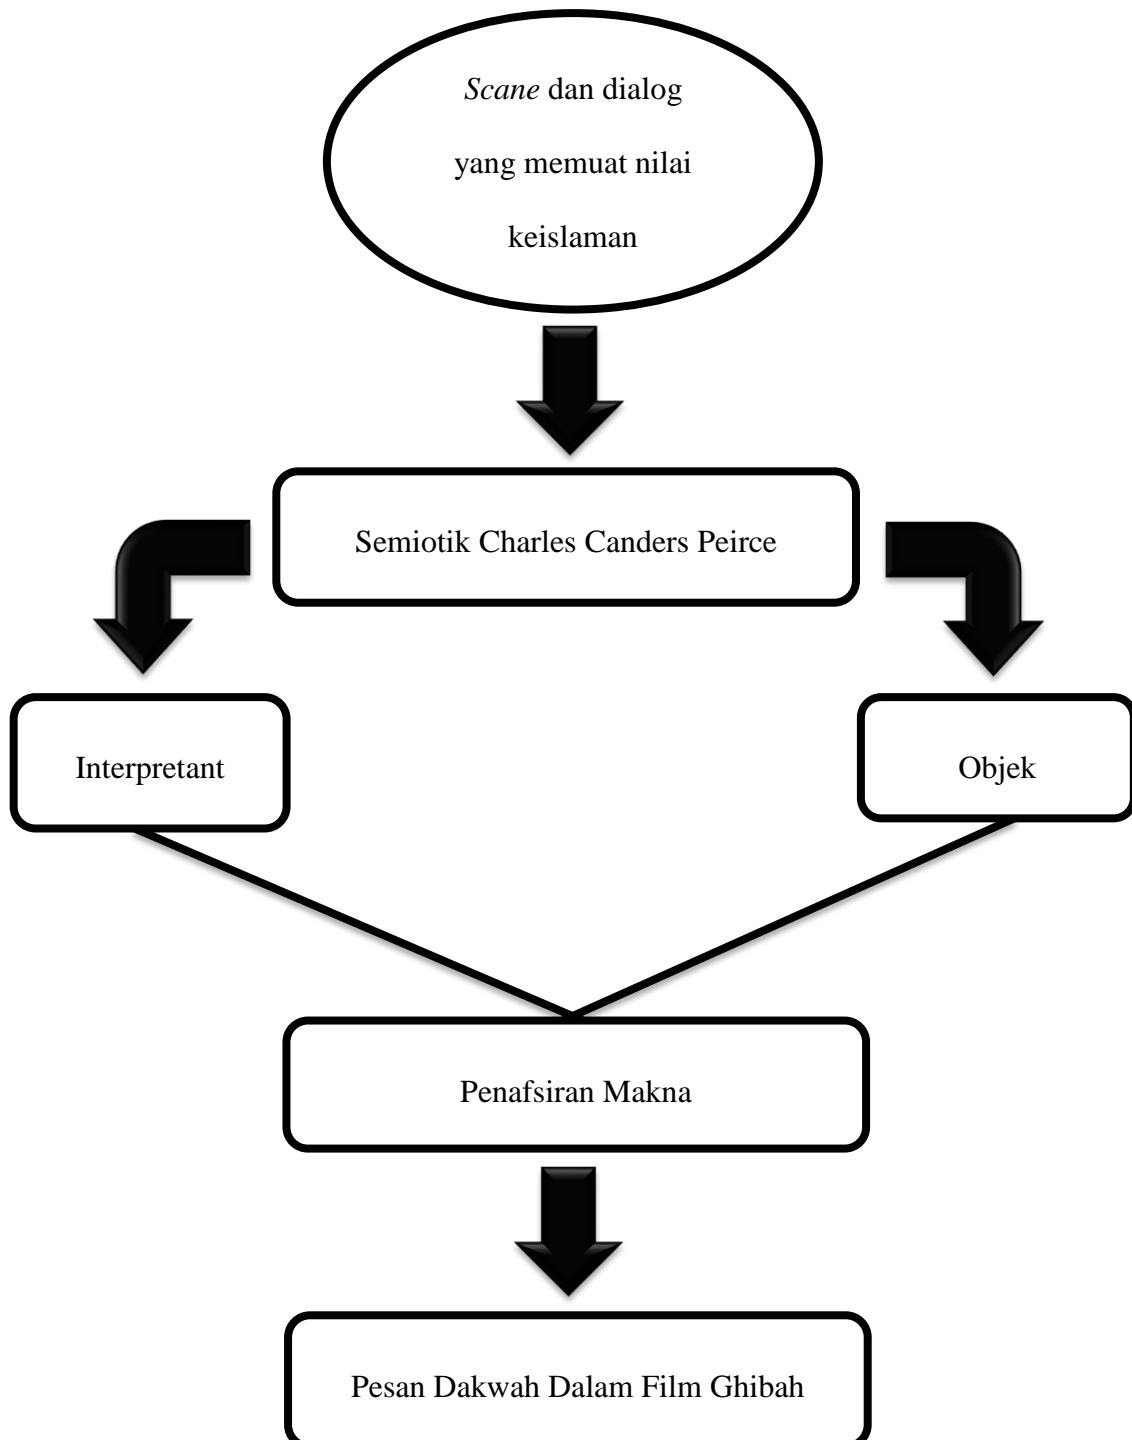 Scane dan dialog
yang memuat nilai
keislaman
Semiotik Charles Canders Peirce
Interpretant
Objek
Penafsiran Makna
Pesan Dakwah Dalam Film Ghibah